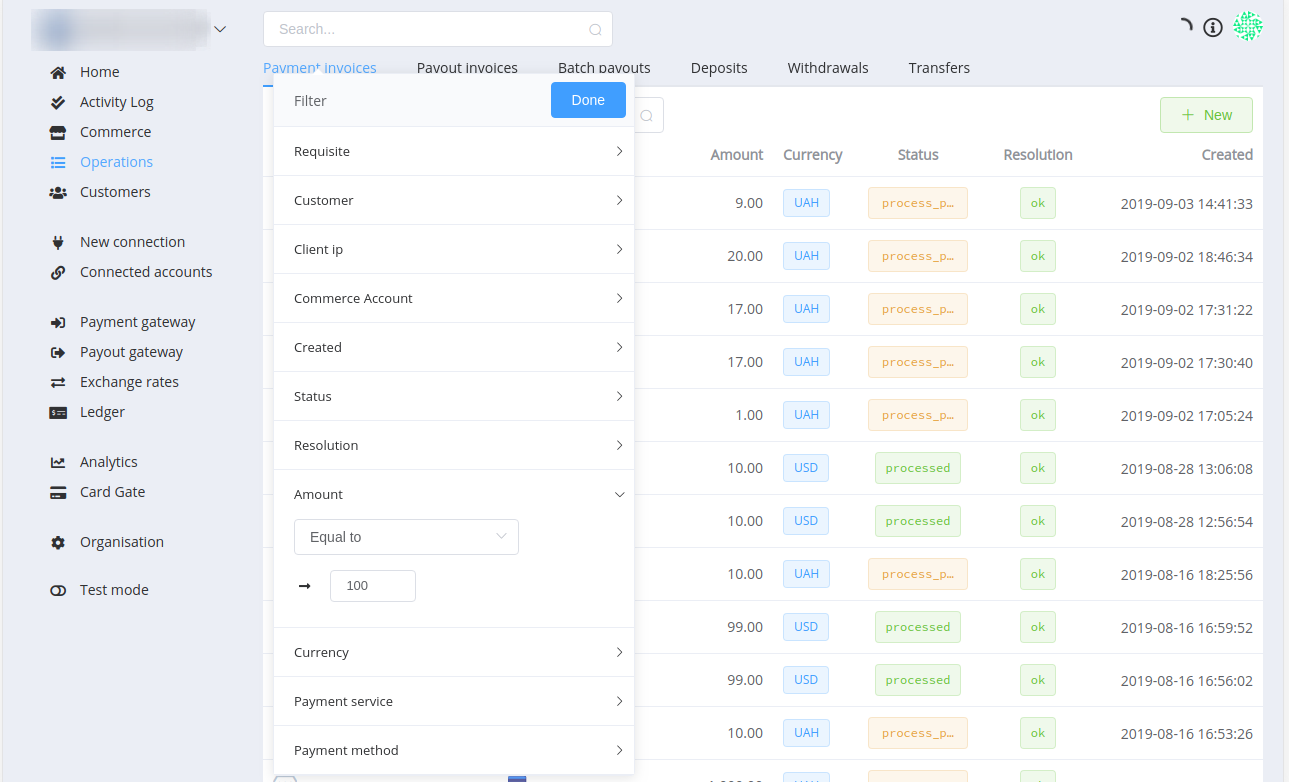 Search...
Home
Activity Log
Commerce
Operations
Customers
New connection
Connected accounts
Payment gateway
Payout gateway
Exchange rates
Ledger
Analytics
Card Gate
Organisation
Test mode
Payment invoices Payout invoices Batch payouts Deposits Withdrawals Transfers
Filter Done
Requisite
Customer
Client ip
Commerce Account
Created
Status
Resolution
Amount
Equal to
100
Currency
Payment service
Payment method
New
Amount Currency Status Resolution Created
9.00 UAH process_p… ok 2019-09-03 14:41:33
20.00 UAH process_p… ok 2019-09-02 18:46:34
17.00 UAH process_p… ok 2019-09-02 17:31:22
17.00 UAH process_p… ok 2019-09-02 17:30:40
1.00 UAH process_p… ok 2019-09-02 17:05:24
10.00 USD processed ok 2019-08-28 13:06:08
10.00 USD processed ok 2019-08-28 12:56:54
10.00 UAH process_p… ok 2019-08-16 18:25:56
99.00 USD processed ok 2019-08-16 16:59:52
99.00 USD processed ok 2019-08-16 16:56:02
10.00 UAH process_p… ok 2019-08-16 16:53:26